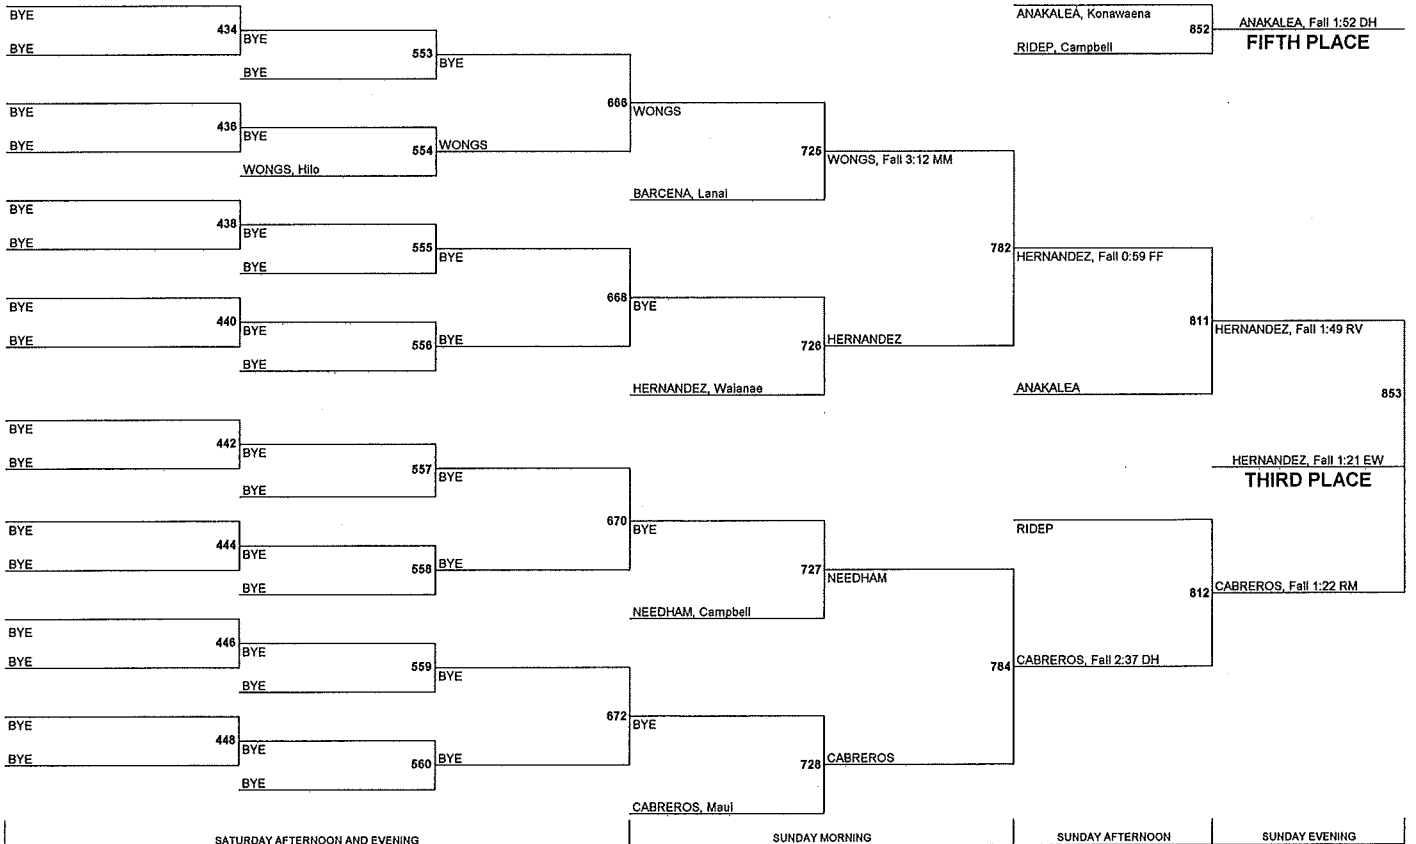 BYE
434
BYE
BYE
553
BYE
BYE
BYE
436
BYE
BYE
WONGS, Hilo
554
WONGS
666
WONGS
BARCENA, Lanai
725
WONGS, Fall 3:12 MM
BYE
438
BYE
BYE
BYE
555
BYE
BYE
440
BYE
BYE
BYE
556
BYE
668
BYE
HERNANDEZ, Waianae
726
HERNANDEZ
782
HERNANDEZ, Fall 0:59 FF
ANAKALEA
811
HERNANDEZ, Fall 1:49 RV
BYE
442
BYE
BYE
BYE
557
BYE
BYE
444
BYE
BYE
BYE
558
BYE
670
BYE
NEEDHAM, Campbell
727
NEEDHAM
BYE
446
BYE
BYE
BYE
559
BYE
BYE
448
BYE
BYE
BYE
560
BYE
672
BYE
CABREROS, Maui
728
CABREROS
784
CABREROS, Fall 2:37 DH
RIDEP
812
CABREROS, Fall 1:22 RM
853
HERNANDEZ, Fall 1:21 EW
THIRD PLACE
ANAKALEA, Konawaena
RIDEP, Campbell
852
ANAKALEA, Fall 1:52 DH
FIFTH PLACE
SATURDAY AFTERNOON AND EVENING
SUNDAY MORNING
SUNDAY AFTERNOON
SUNDAY EVENING